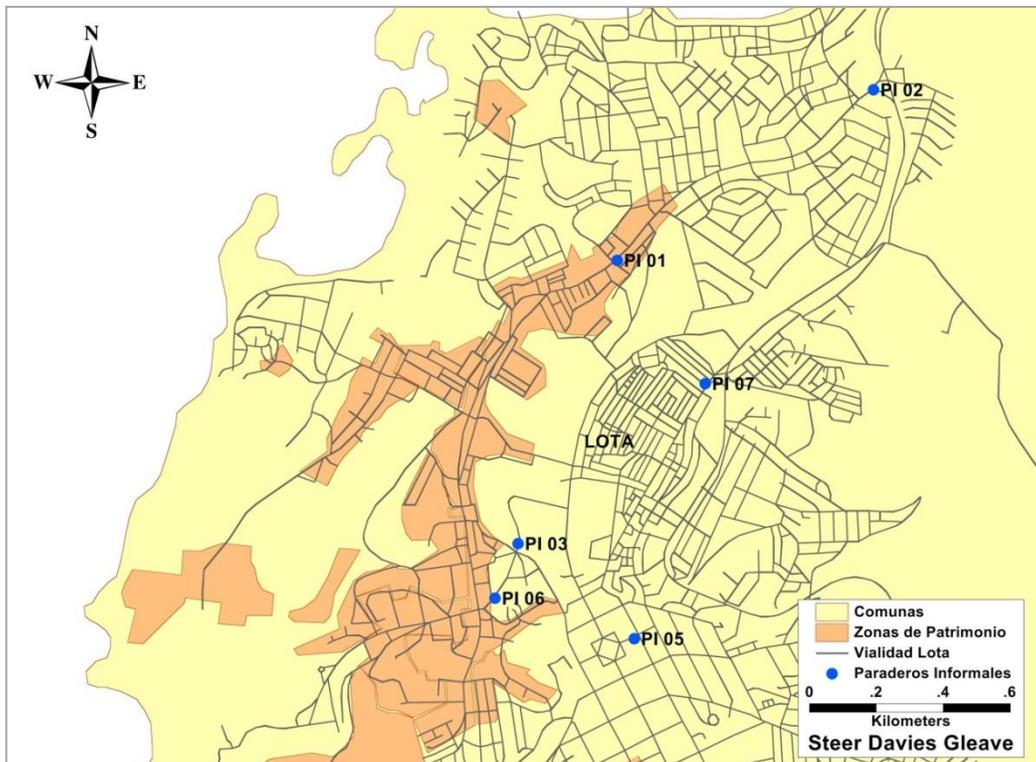 N
W E
S
PI 02
PI 01
PI 07
LOTA
PI 03
PI 06
PI 05
Comunas
Zonas de Patrimonio
Vialidad Lota
Paraderos Informales
0 .2 .4 .6
Kilometers
Steer Davies Gleave